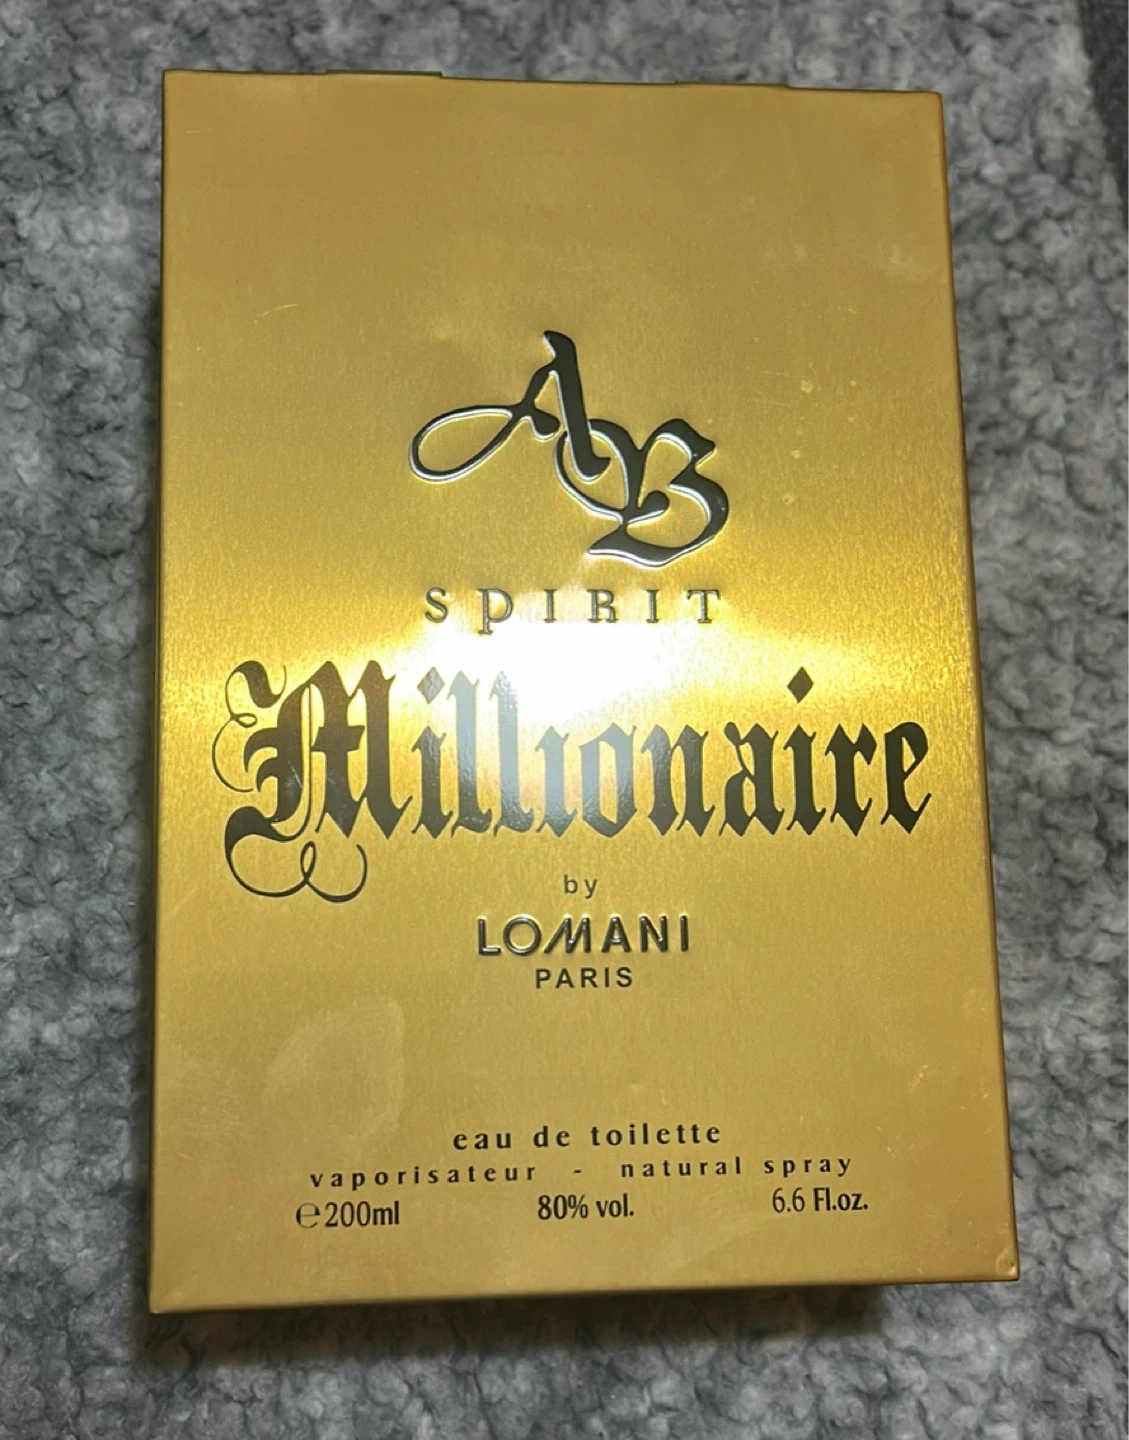 AB
SPIRIT
Millionaire
by
LOMANI
PARIS
eau de toilette
vaporisateur - natural spray
℮200ml 80% vol. 6.6 Fl.oz.